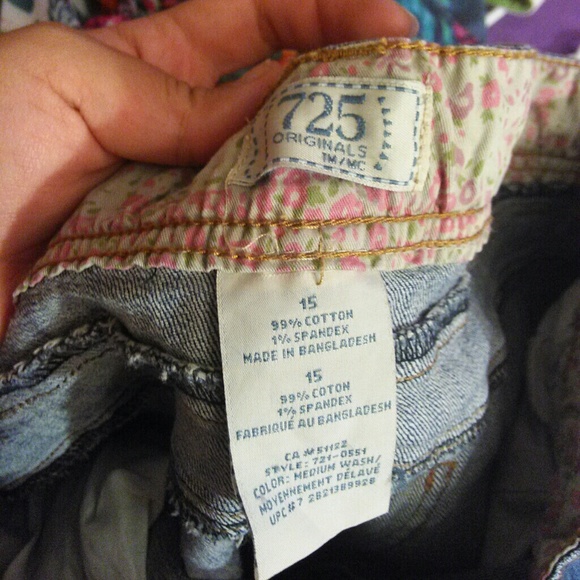 725
ORIGINALS
TM/MC
15
99% COTTON
1% SPANDEX
MADE IN BANGLADESH
15
99% COTON
1% SPANDEX
FABRIQUÉ AU BANGLADESH
CA#51122
STYLE: 721-0551
COLOR: MEDIUM WASH/
MOYENNEMENT DÉLAVÉ
UPC#7 2821389928